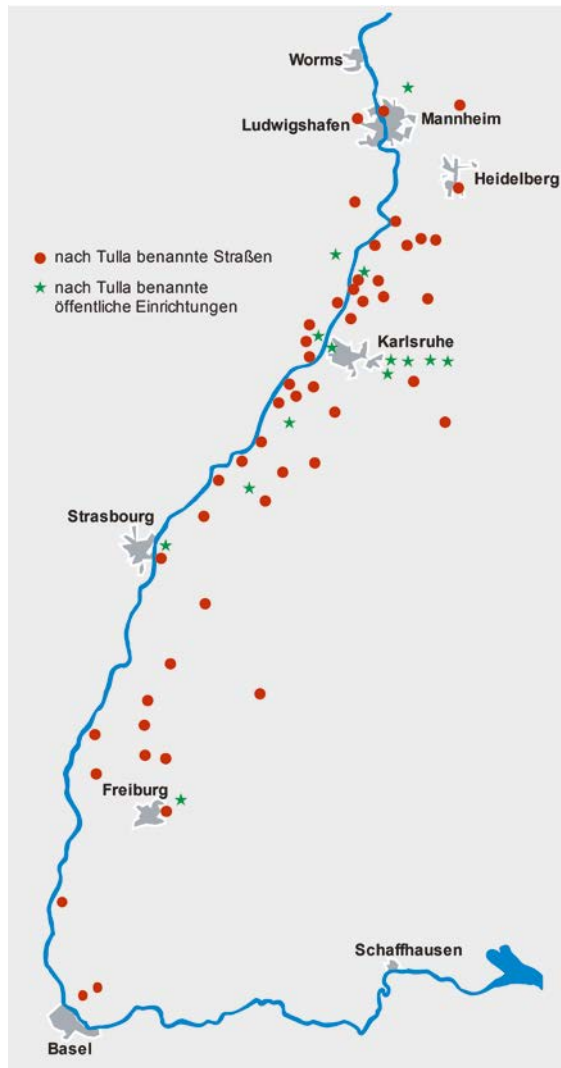 Worms
Ludwigshafen
Mannheim
Heidelberg
nach Tulla benannte Straßen
nach Tulla benannte
öffentliche Einrichtungen
Karlsruhe
Strasbourg
Freiburg
Schaffhausen
Basel